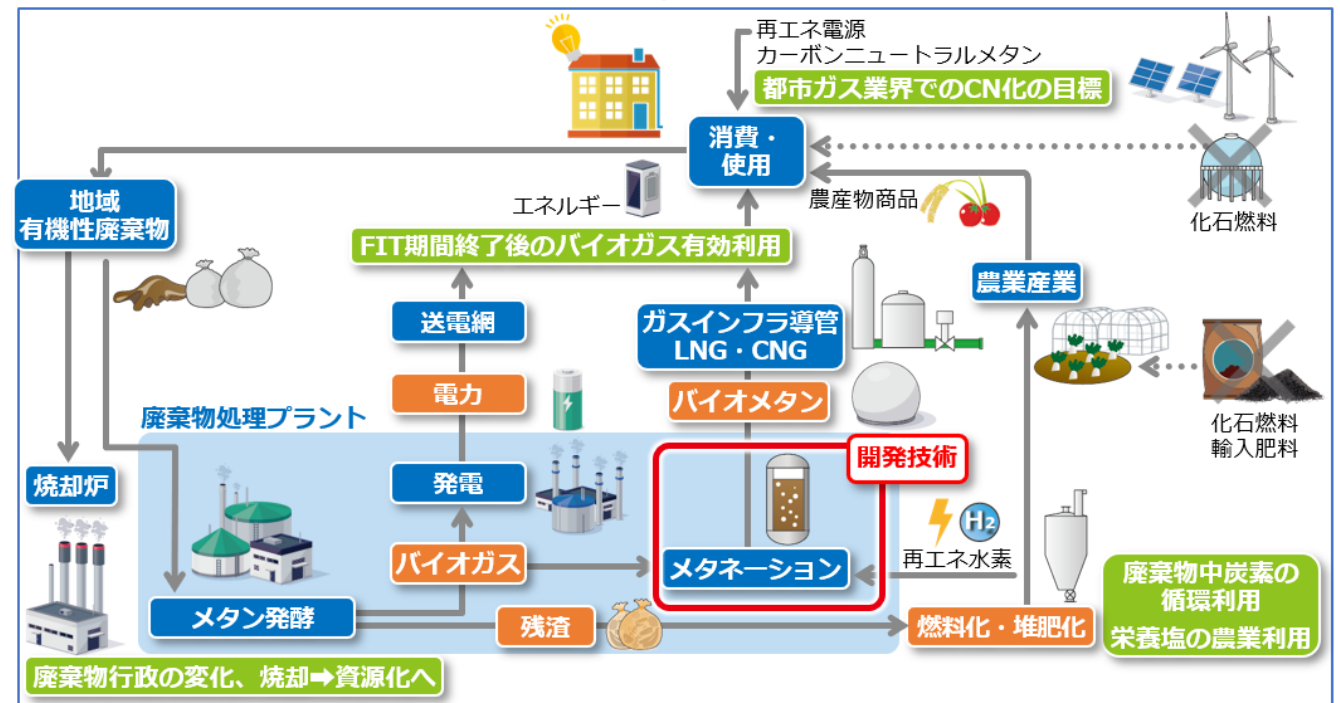 再エネ電源
カーボンニュートラルメタン
都市ガス業界でのCN化の目標
消費・
使用
化石燃料
地域
有機性廃棄物
エネルギー
農産物商品
FIT期間終了後のバイオガス有効利用
農業産業
送電網
ガスインフラ導管
LNG・CNG
電力
バイオメタン
化石燃料
輸入肥料
廃棄物処理プラント
開発技術
焼却炉
発電
H2
再エネ水素
バイオガス
メタネーション
メタン発酵
残渣
燃料化・堆肥化
廃棄物中炭素の
循環利用
栄養塩の農業利用
廃棄物行政の変化、焼却➡資源化へ